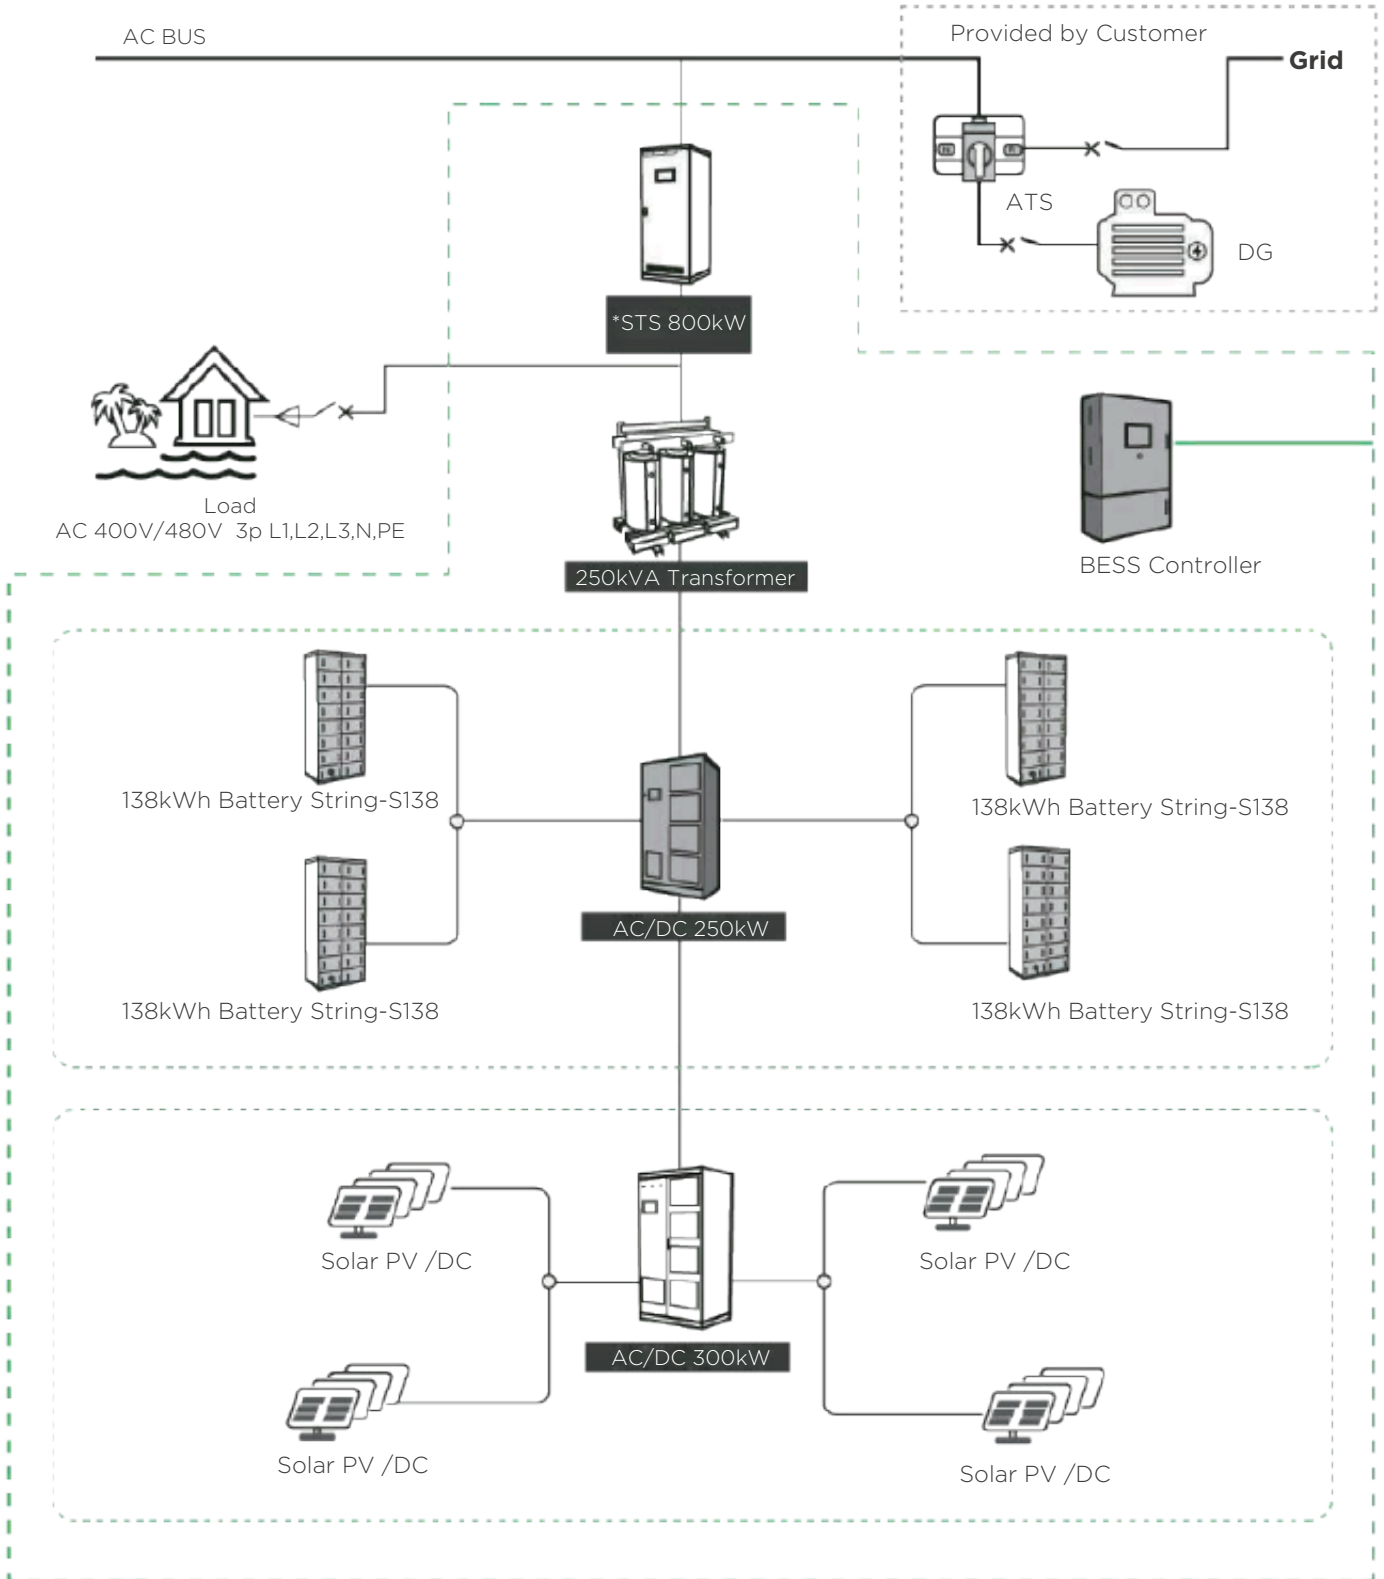 AC BUS
Provided by Customer
Grid
ATS
DG
*STS 800kW
Load
AC 400V/480V 3p L1,L2,L3,N,PE
250kVA Transformer
BESS Controller
138kWh Battery String-S138
138kWh Battery String-S138
AC/DC 250kW
138kWh Battery String-S138
138kWh Battery String-S138
Solar PV /DC
Solar PV /DC
AC/DC 300kW
Solar PV /DC
Solar PV /DC